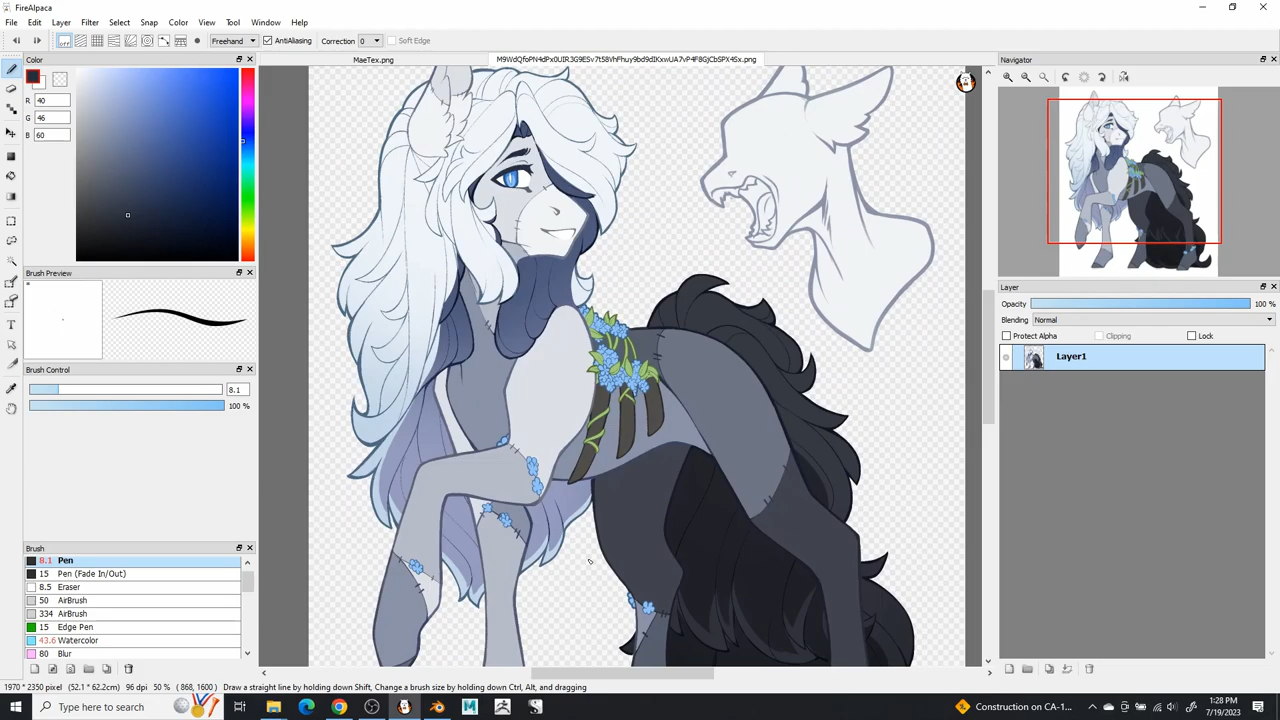 FireAlpaca
File Edit Layer Filter Select Snap Color View Tool Window Help
off Freehand AntiAliasing Correction 0 Soft Edge
Color MaeTex.png Navigator
R 40
G 46
B 60
Brush Preview
Layer
Opacity 100 %
Blending Normal
Protect Alpha Clipping Lock
Layer1
Brush Control
8.1
100 %
Brush
8.1 Pen
15 Pen (Fade In/Out)
8.5 Eraser
50 AirBrush
334 AirBrush
15 Edge Pen
43.6 Watercolor
80 Blur
1970 * 2350 pixel (52.1 * 62.2cm) 96 dpi 50 % (868, 1600) Draw a straight line by holding down Shift, Change a brush size by holding down Ctrl, Alt, and dragging
Type here to search
Construction on CA-1...
1:28 PM
7/19/2023